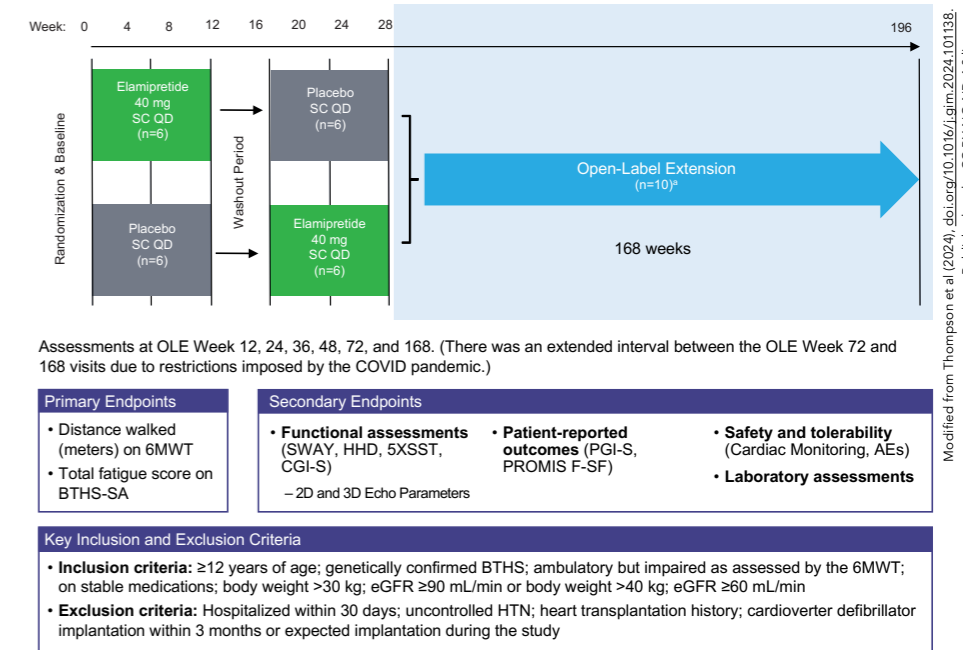 Week: 0 4 8 12 16 20 24 28 196
Randomization & Baseline
Elamipretide
40 mg
SC QD
(n=6)
Placebo
SC QD
(n=6)
Washout Period
Placebo
SC QD
(n=6)
Elamipretide
40 mg
SC QD
(n=6)
Open-Label Extension
(n=10)ᵃ
168 weeks
Modified from Thompson et al (2024), doi.org/10.1016/j.gim.2024.101138.
Assessments at OLE Week 12, 24, 36, 48, 72, and 168. (There was an extended interval between the OLE Week 72 and
168 visits due to restrictions imposed by the COVID pandemic.)
Primary Endpoints
• Distance walked
(meters) on 6MWT
• Total fatigue score on
BTHS-SA
Secondary Endpoints
• Functional assessments
(SWAY, HHD, 5XSST,
CGI-S)
– 2D and 3D Echo Parameters
• Patient-reported
outcomes (PGI-S,
PROMIS F-SF)
• Safety and tolerability
(Cardiac Monitoring, AEs)
• Laboratory assessments
Key Inclusion and Exclusion Criteria
• Inclusion criteria: ≥12 years of age; genetically confirmed BTHS; ambulatory but impaired as assessed by the 6MWT;
on stable medications; body weight >30 kg; eGFR ≥90 mL/min or body weight >40 kg; eGFR ≥60 mL/min
• Exclusion criteria: Hospitalized within 30 days; uncontrolled HTN; heart transplantation history; cardioverter defibrillator
implantation within 3 months or expected implantation during the study